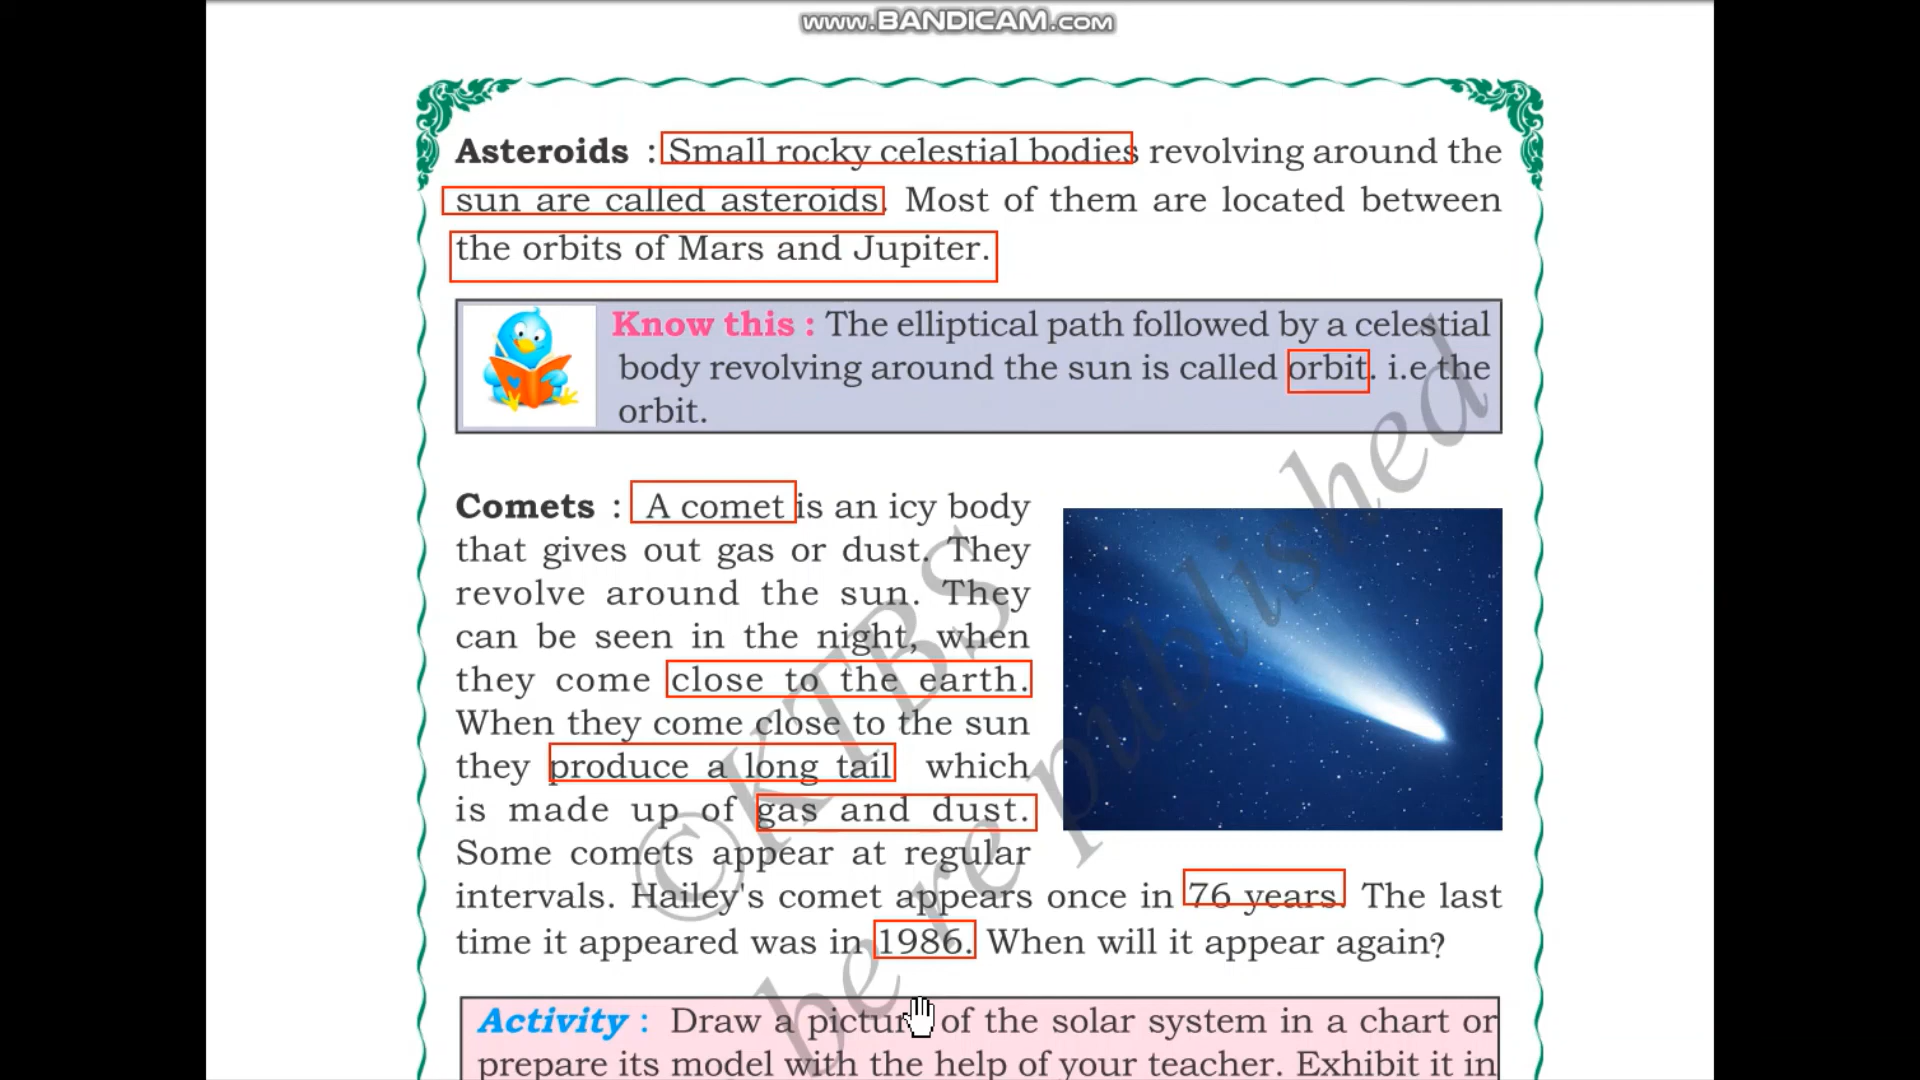 www.BANDICAM.com
Asteroids : Small rocky celestial bodies revolving around the
sun are called asteroids. Most of them are located between
the orbits of Mars and Jupiter.
Know this : The elliptical path followed by a celestial
body revolving around the sun is called orbit. i.e the
orbit.
Comets : A comet is an icy body
that gives out gas or dust. They
revolve around the sun. They
can be seen in the night, when
they come close to the earth.
When they come close to the sun
they produce a long tail which
is made up of gas and dust.
Some comets appear at regular
intervals. Hailey's comet appears once in 76 years. The last
time it appeared was in 1986. When will it appear again?
Activity : Draw a picture of the solar system in a chart or
prepare its model with the help of your teacher. Exhibit it in
©KTBS
be republished